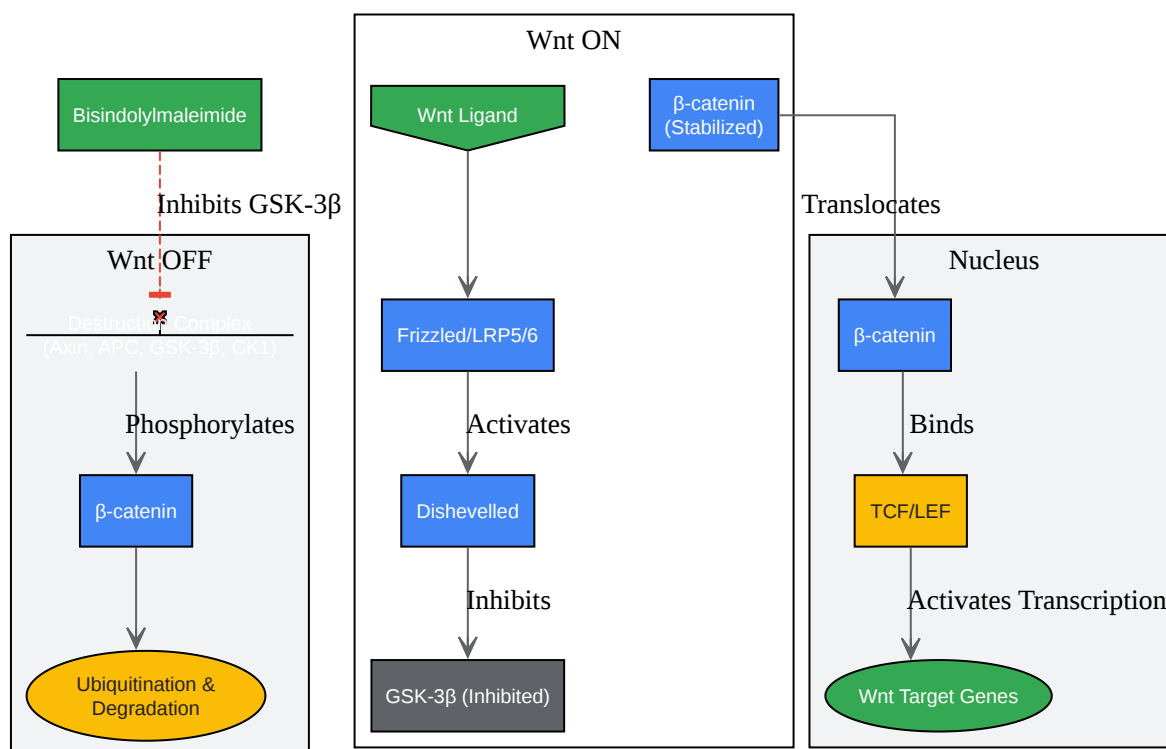 Wnt ON
Bisindolylmaleimide
Wnt Ligand
β-catenin
(Stabilized)
Inhibits GSK-3β
Translocates
Wnt OFF
Nucleus
Destruction Complex
(Axin, APC, GSK-3β, CK1)
Frizzled/LRP5/6
β-catenin
Phosphorylates
Activates
Binds
β-catenin
Dishevelled
TCF/LEF
Inhibits
Activates Transcription
Ubiquitination &
Degradation
GSK-3β (Inhibited)
Wnt Target Genes